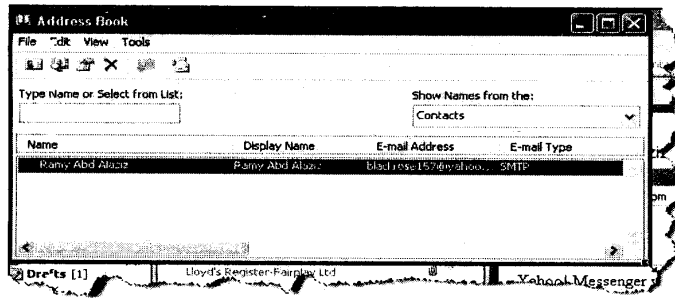 Address Book
File Edit View Tools
Type Name or Select from List:
Show Names from the:
Contacts
Name Display Name E-mail Address E-mail Type
Ramy Abd Alaziz Ramy Abd Alaziz SMTP
Drafts [1]
Lloyd's Register-Fairplay Ltd
Yahoo! Messenger